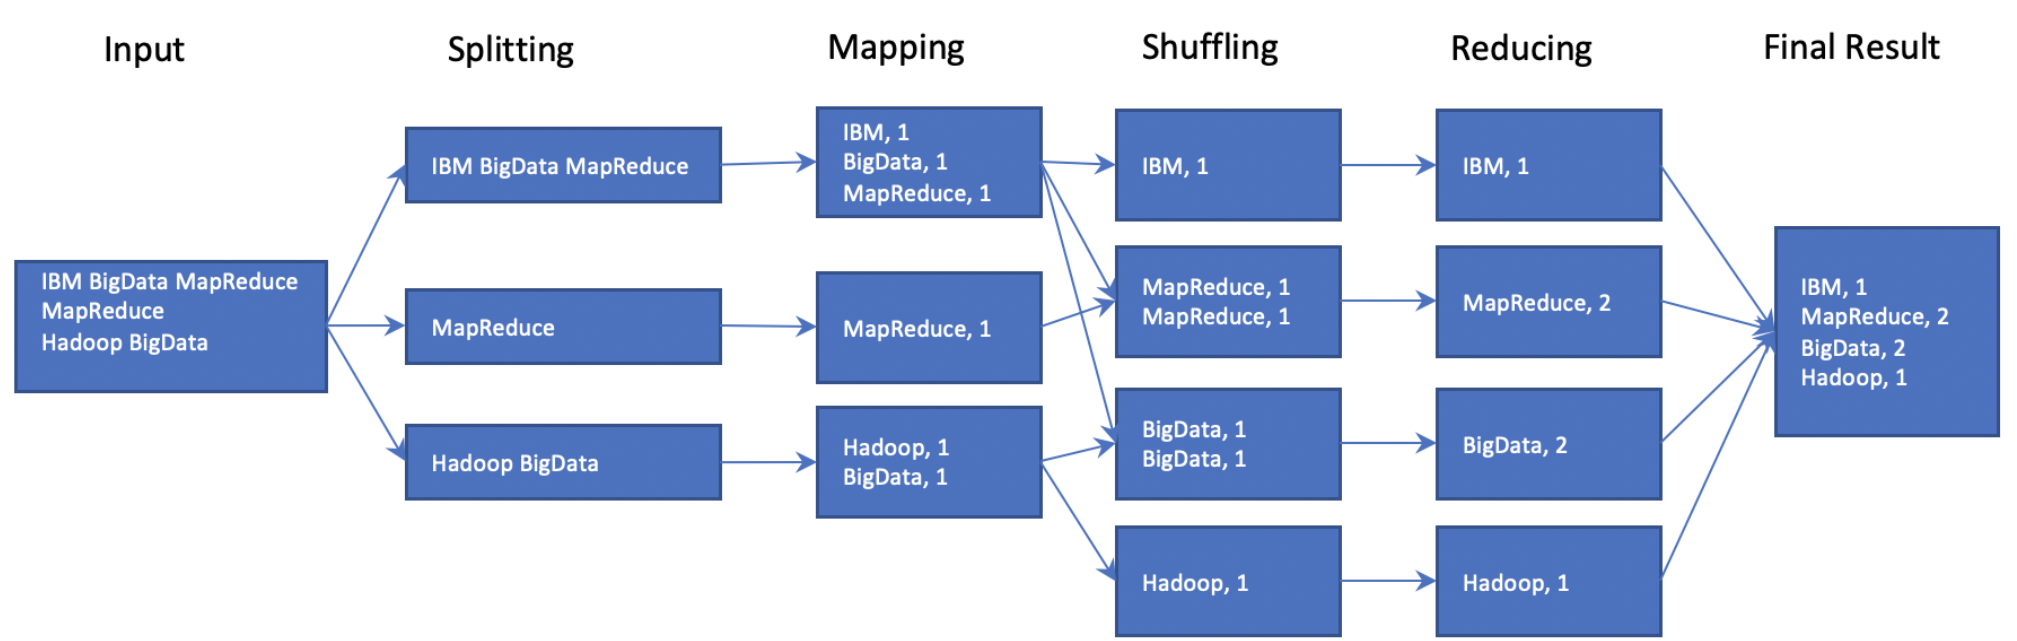 Input
Splitting
Mapping
Shuffling
Reducing
Final Result
IBM BigData MapReduce
MapReduce
Hadoop BigData
IBM BigData MapReduce
MapReduce
Hadoop BigData
IBM, 1
BigData, 1
MapReduce, 1
MapReduce, 1
Hadoop, 1
BigData, 1
IBM, 1
MapReduce, 1
MapReduce, 1
BigData, 1
BigData, 1
Hadoop, 1
IBM, 1
MapReduce, 2
BigData, 2
Hadoop, 1
IBM, 1
MapReduce, 2
BigData, 2
Hadoop, 1